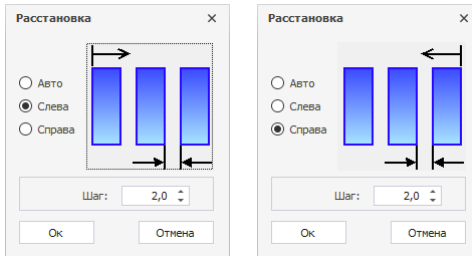 Расстановка
Авто
Слева
Справа
Шаг: 2,0
Ок Отмена
Расстановка
Авто
Слева
Справа
Шаг: 2,0
Ок Отмена